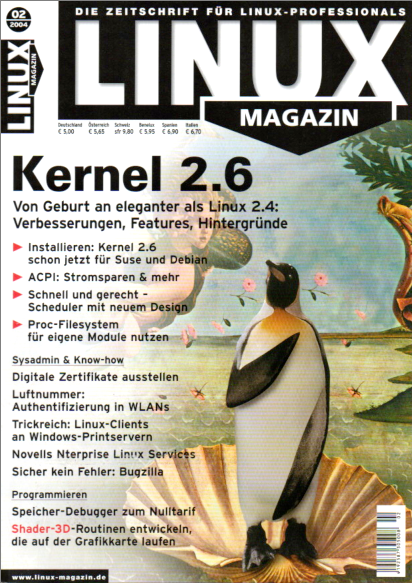 DIE ZEITSCHRIFT FÜR LINUX-PROFESSIONALS
02
2004
LINUX
MAGAZIN
LINUX
MAGAZIN
Deutschland Österreich Schweiz Benelux Spanien Italien
€ 5,00 € 5,65 sfr 9,80 € 5,95 € 6,90 € 6,70
Kernel 2.6
Von Geburt an eleganter als Linux 2.4:
Verbesserungen, Features, Hintergründe
Installieren: Kernel 2.6
schon jetzt für Suse und Debian
ACPI: Stromsparen & mehr
Schnell und gerecht –
Scheduler mit neuem Design
Proc-Filesystem
für eigene Module nutzen
Sysadmin & Know-how
Digitale Zertifikate ausstellen
Luftnummer:
Authentifizierung in WLANs
Trickreich: Linux-Clients
an Windows-Printservern
Novells Nterprise Linux Services
Sicher kein Fehler: Bugzilla
Programmieren
Speicher-Debugger zum Nulltarif
Shader-3D-Routinen entwickeln,
die auf der Grafikkarte laufen
www.linux-magazin.de